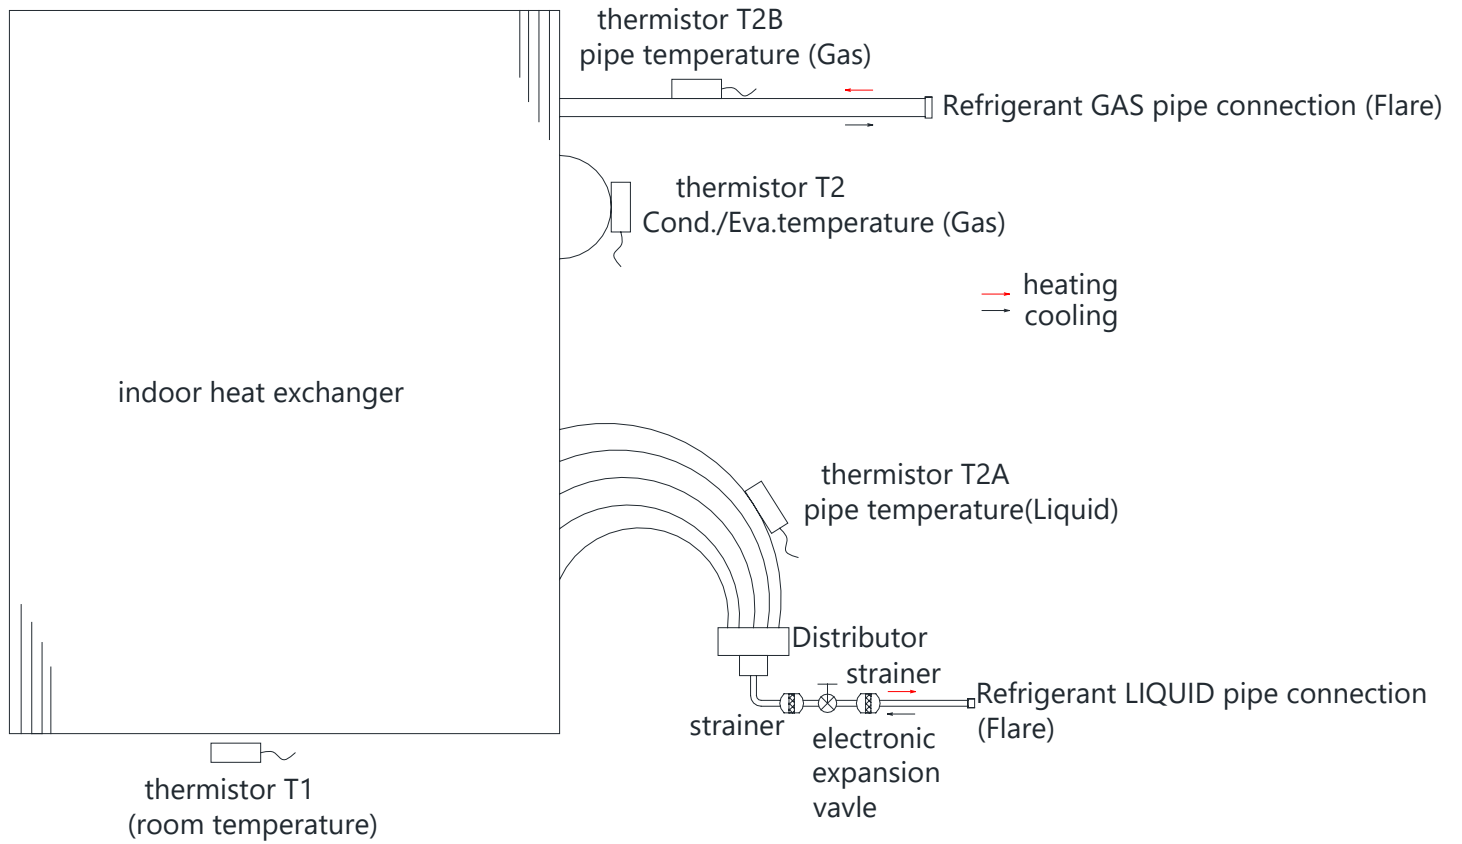 thermistor T2B
pipe temperature (Gas)
Refrigerant GAS pipe connection (Flare)
thermistor T2
Cond./Eva.temperature (Gas)
heating
cooling
indoor heat exchanger
thermistor T2A
pipe temperature(Liquid)
Distributor
strainer
Refrigerant LIQUID pipe connection
(Flare)
strainer
electronic
expansion
vavle
thermistor T1
(room temperature)